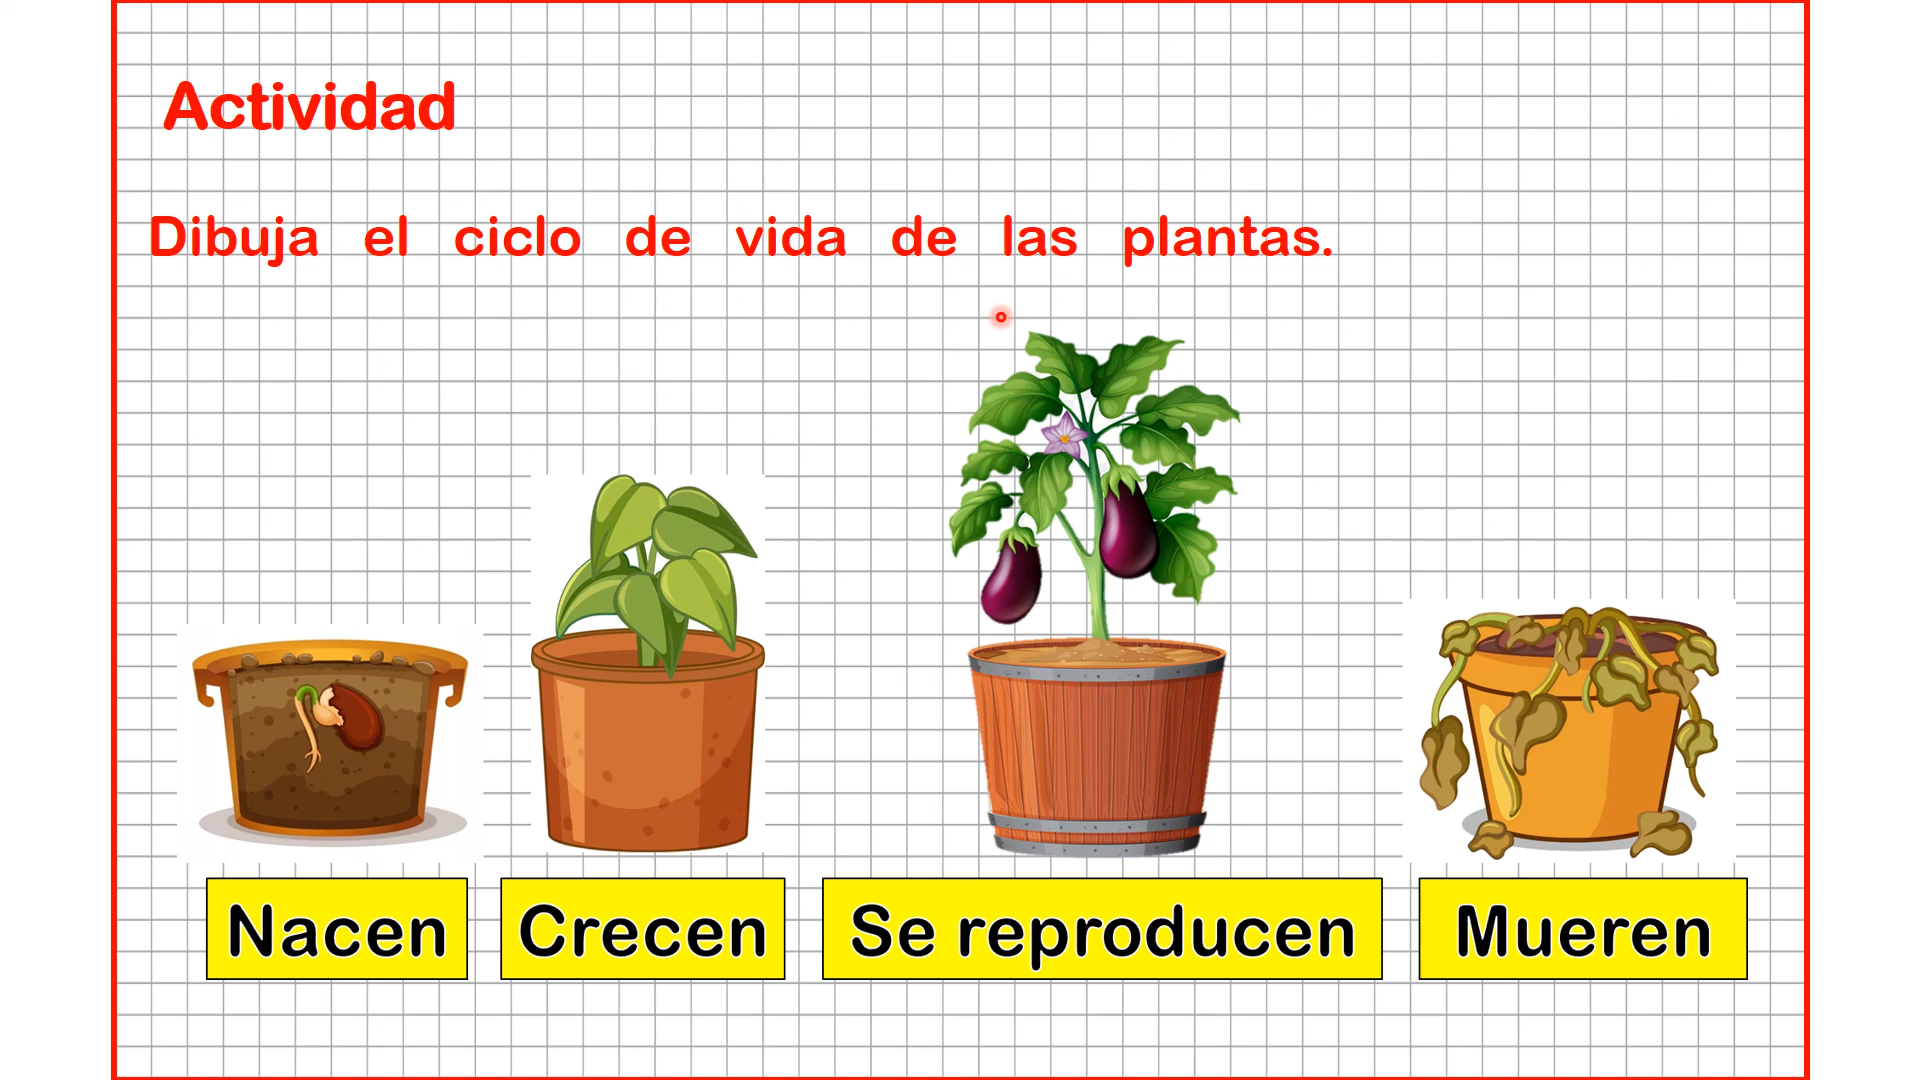 Actividad
Dibuja el ciclo de vida de las plantas.
Nacen Crecen Se reproducen Mueren